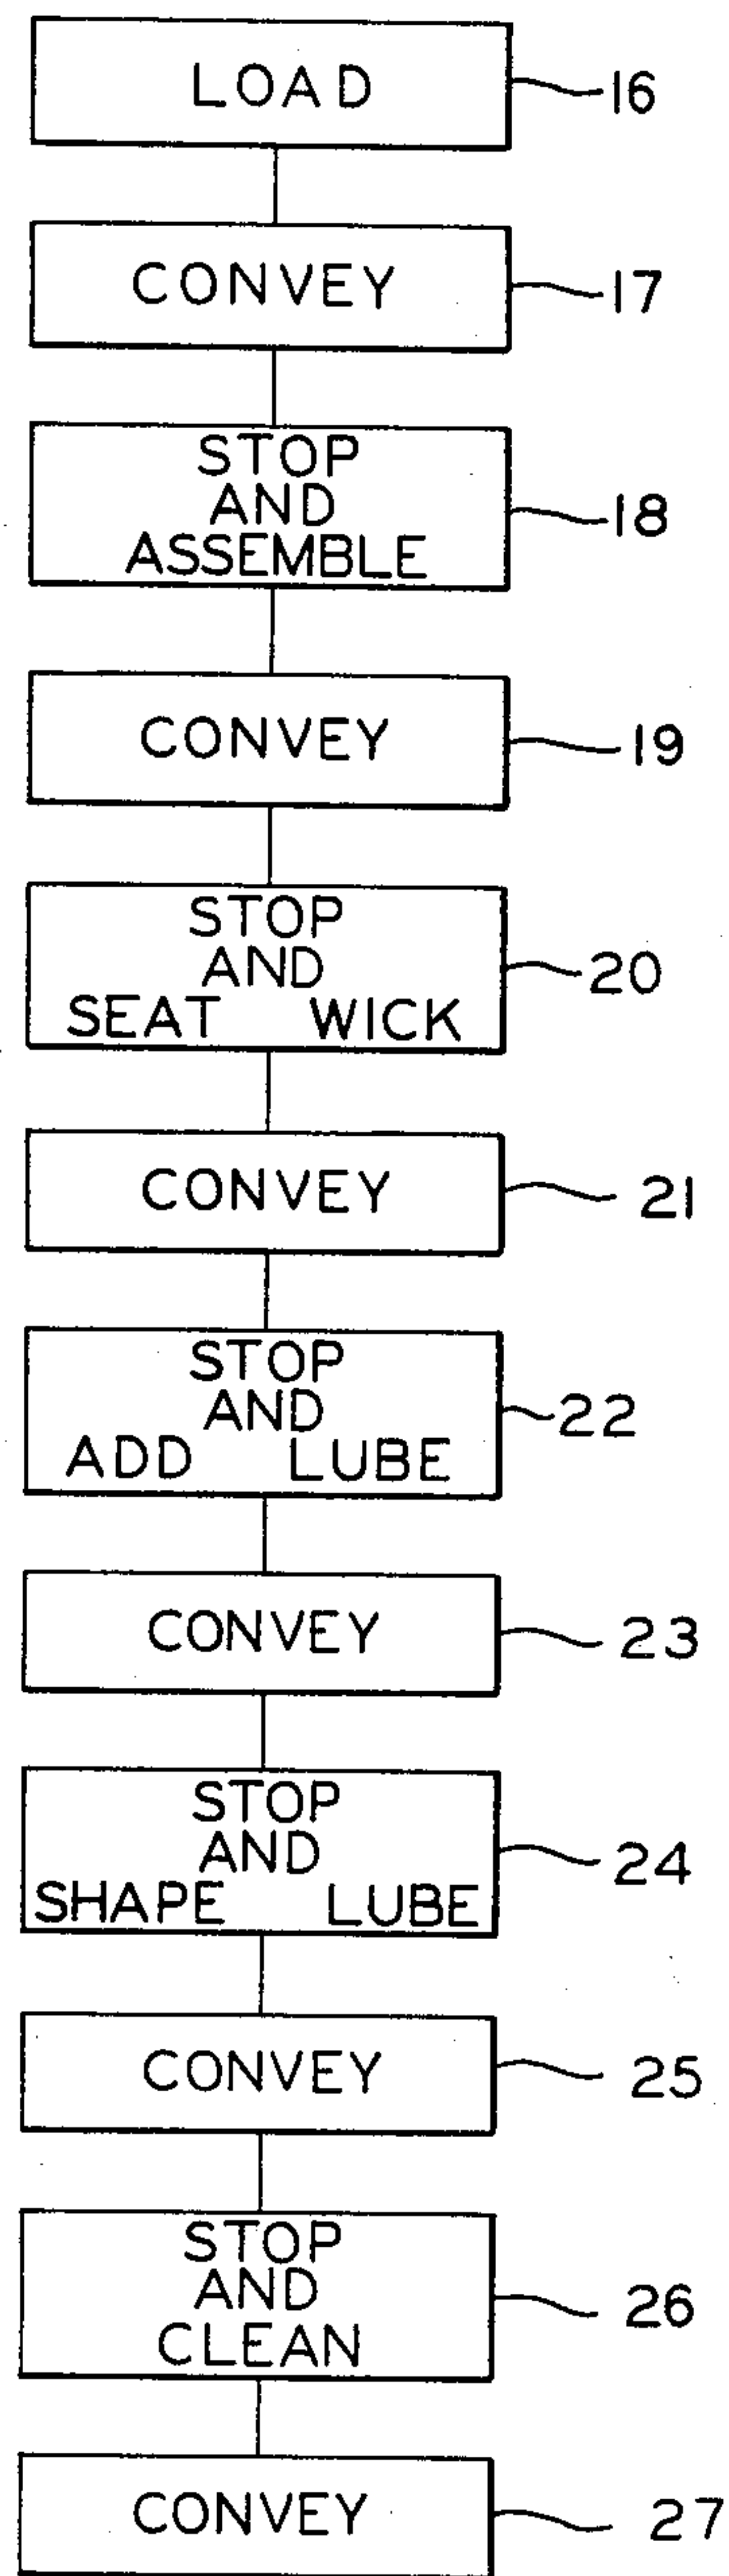 LOAD
16
CONVEY
17
STOP
AND
ASSEMBLE
18
CONVEY
19
STOP
AND
SEAT WICK
20
CONVEY
21
STOP
AND
ADD LUBE
22
CONVEY
23
STOP
AND
SHAPE LUBE
24
CONVEY
25
STOP
AND
CLEAN
26
CONVEY
27